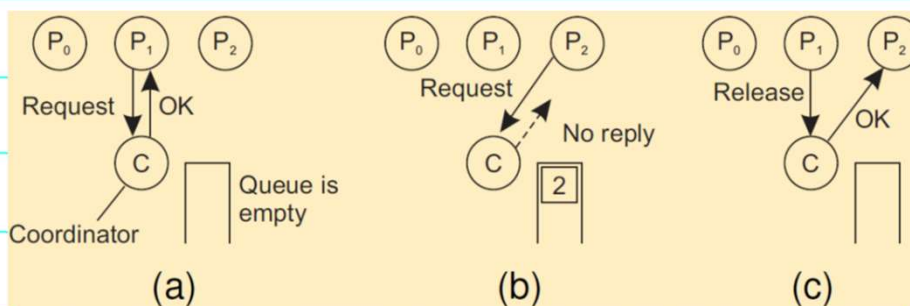 P₀ P₁ P₂
Request OK
C
Queue is
empty
Coordinator
(a)
P₀ P₁ P₂
Request
No reply
C
2
(b)
P₀ P₁ P₂
Release
OK
C
(c)